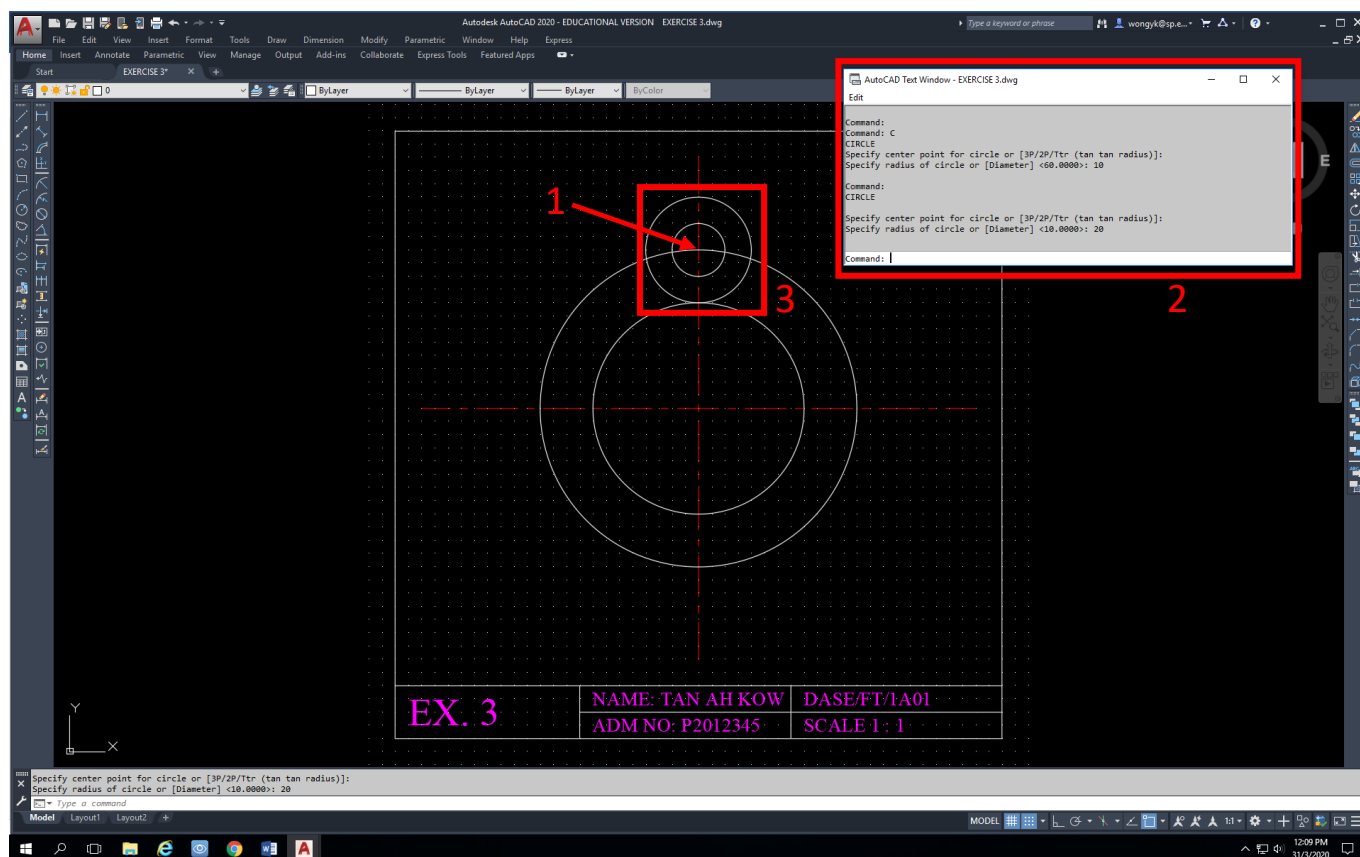 Autodesk AutoCAD 2020 - EDUCATIONAL VERSION EXERCISE 3.dwg
Type a keyword or phrase
wongyk@sp.e...
File Edit View Insert Format Tools Draw Dimension Modify Parametric Window Help Express
Home Insert Annotate Parametric View Manage Output Add-ins Collaborate Express Tools Featured Apps
Start EXERCISE 3* +
0 ByLayer ByLayer ByLayer ByColor
AutoCAD Text Window - EXERCISE 3.dwg
Edit
Command:
Command: C
CIRCLE
Specify center point for circle or [3P/2P/Ttr (tan tan radius)]:
Specify radius of circle or [Diameter] <60.0000>: 10
Command:
CIRCLE
Specify center point for circle or [3P/2P/Ttr (tan tan radius)]:
Specify radius of circle or [Diameter] <10.0000>: 20
Command:
E
1
2
3
EX. 3
NAME: TAN AH KOW
DASE/FT/1A01
ADM NO: P2012345
SCALE 1 : 1
Y
X
Specify center point for circle or [3P/2P/Ttr (tan tan radius)]:
Specify radius of circle or [Diameter] <10.0000>: 20
Type a command
Model Layout1 Layout2 +
MODEL 1:1
12:09 PM
31/3/2020